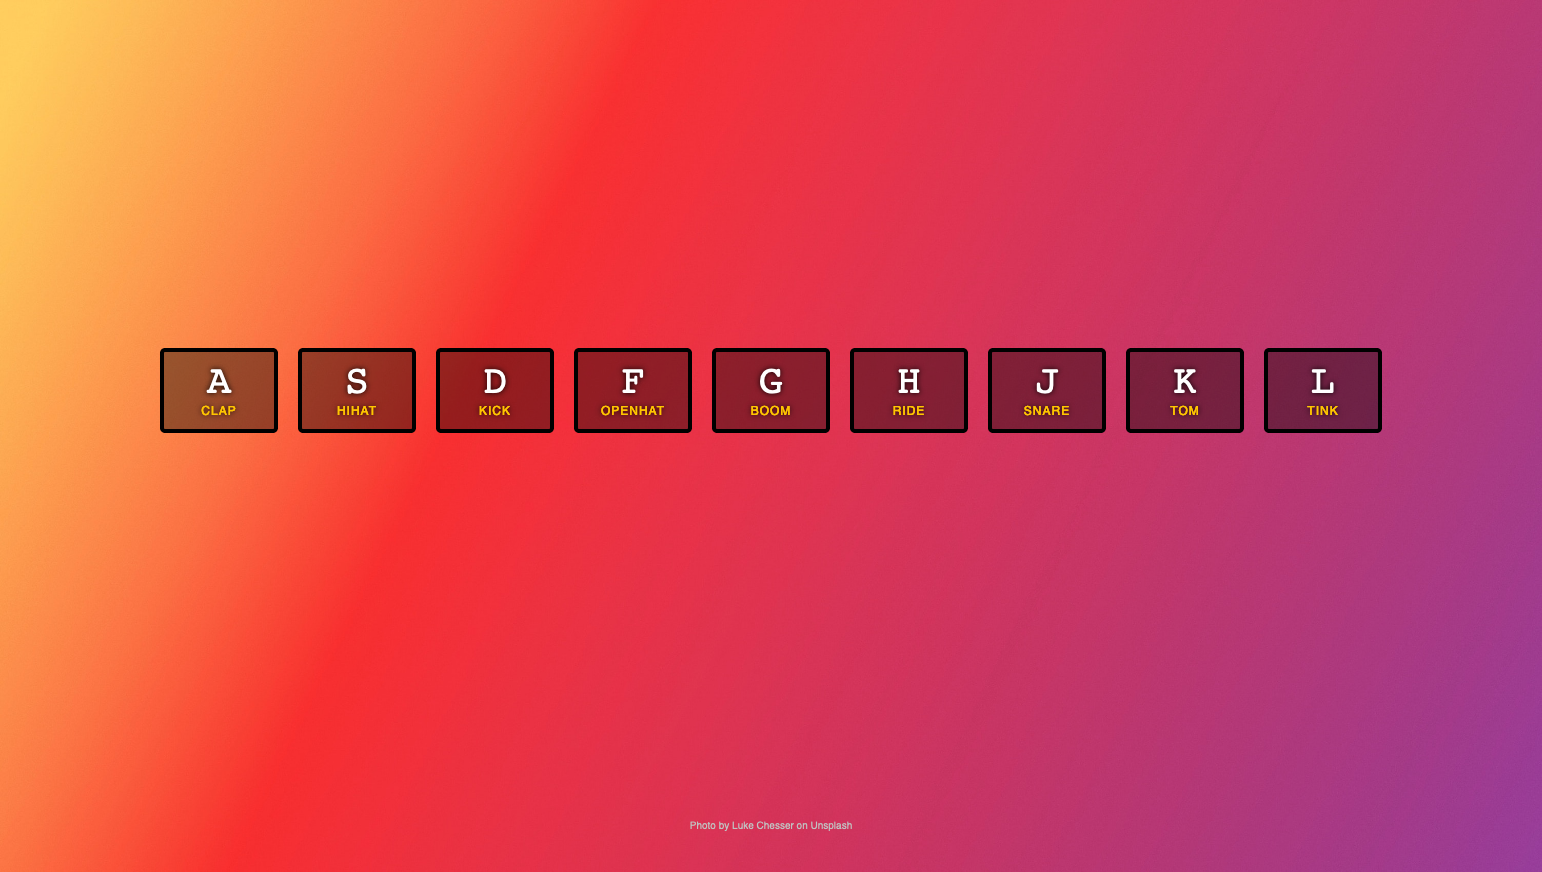 A S D F G H J K L
CLAP HIHAT KICK OPENHAT BOOM RIDE SNARE TOM TINK
Photo by Luke Chesser on Unsplash